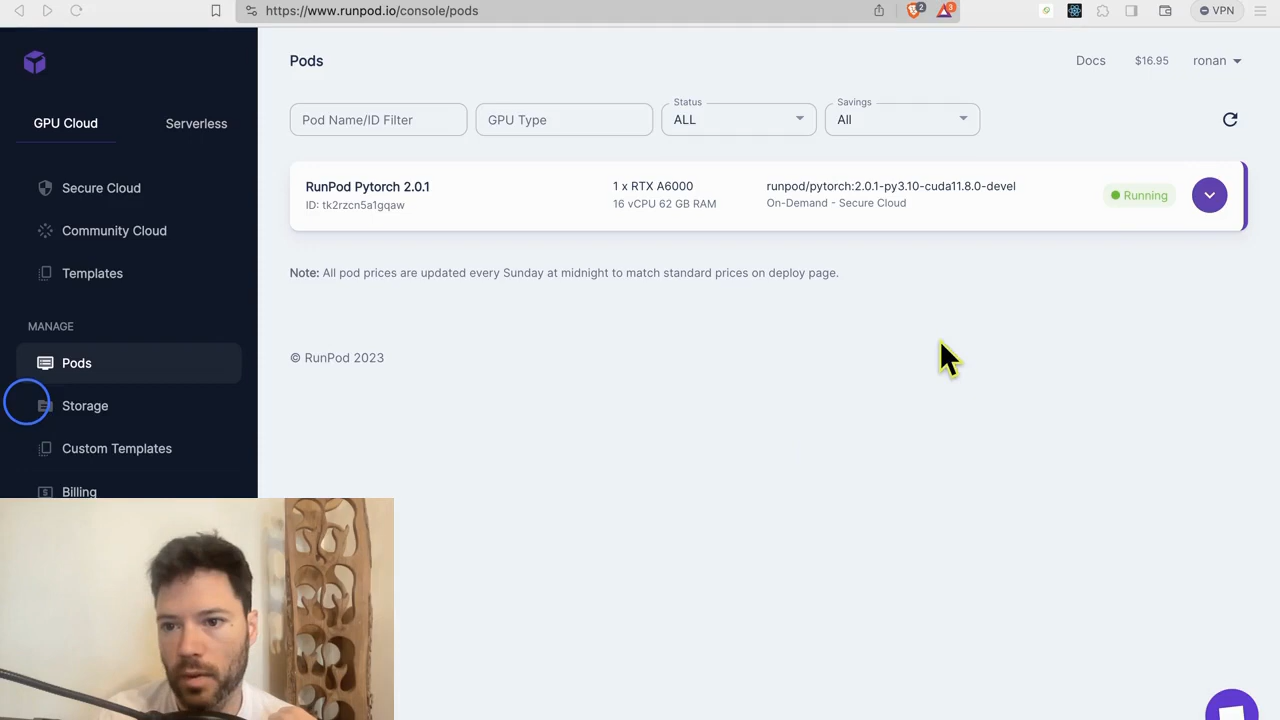 https://www.runpod.io/console/pods
2
3
VPN
Pods
Docs
$16.95
ronan
GPU Cloud
Serverless
Pod Name/ID Filter
GPU Type
Status
ALL
Savings
All
Secure Cloud
Community Cloud
Templates
RunPod Pytorch 2.0.1
ID: tk2rzcn5a1gqaw
1 x RTX A6000
16 vCPU 62 GB RAM
runpod/pytorch:2.0.1-py3.10-cuda11.8.0-devel
On-Demand - Secure Cloud
Running
Note: All pod prices are updated every Sunday at midnight to match standard prices on deploy page.
MANAGE
Pods
Storage
Custom Templates
Billing
© RunPod 2023